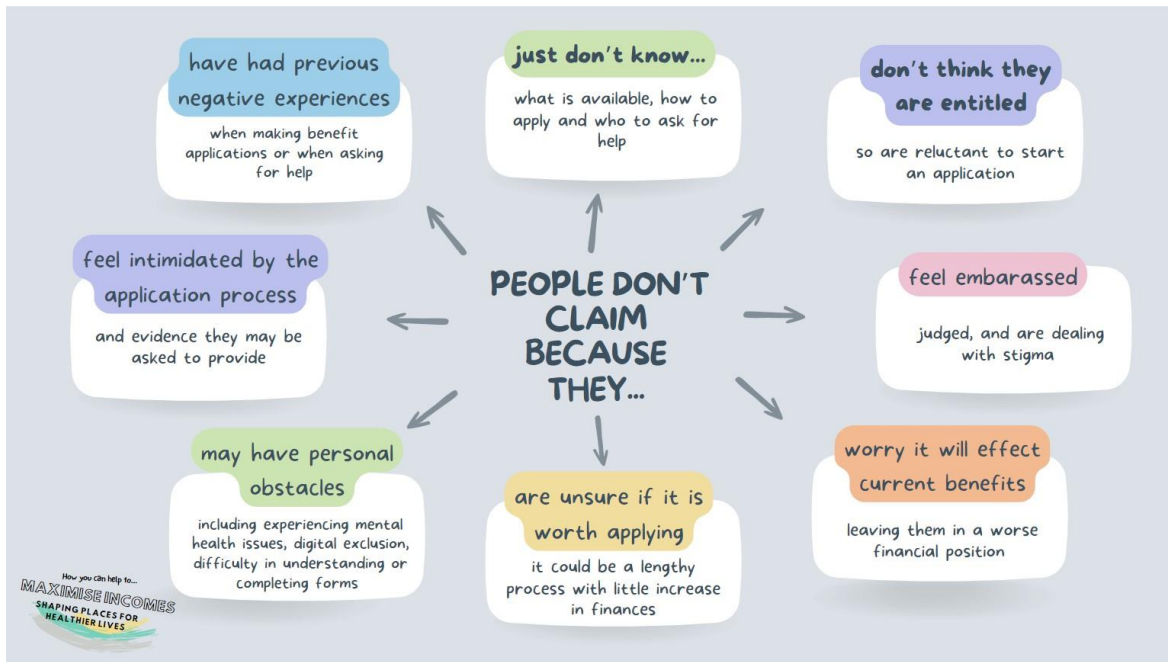 have had previous
negative experiences
when making benefit
applications or when asking
for help
just don't know...
what is available, how to
apply and who to ask for
help
don't think they
are entitled
so are reluctant to start
an application
feel intimidated by the
application process
and evidence they may be
asked to provide
PEOPLE DON'T
CLAIM
BECAUSE
THEY...
feel embarassed
judged, and are dealing
with stigma
may have personal
obstacles
including experiencing mental
health issues, digital exclusion,
difficulty in understanding or
completing forms
are unsure if it is
worth applying
it could be a lengthy
process with little increase
in finances
worry it will effect
current benefits
leaving them in a worse
financial position
How you can help to...
MAXIMISE INCOMES
SHAPING PLACES FOR
HEALTHIER LIVES